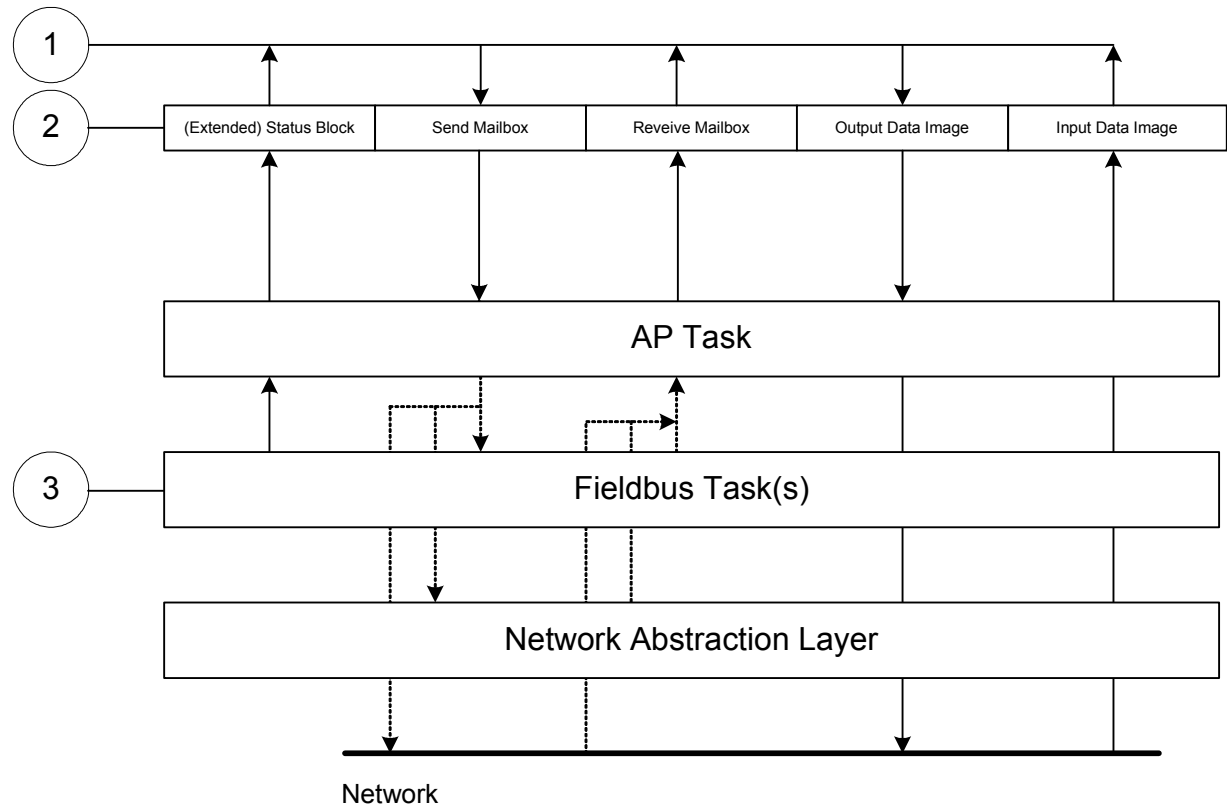 1
2
(Extended) Status Block
Send Mailbox
Reveive Mailbox
Output Data Image
Input Data Image
AP Task
3
Fieldbus Task(s)
Network Abstraction Layer
Network